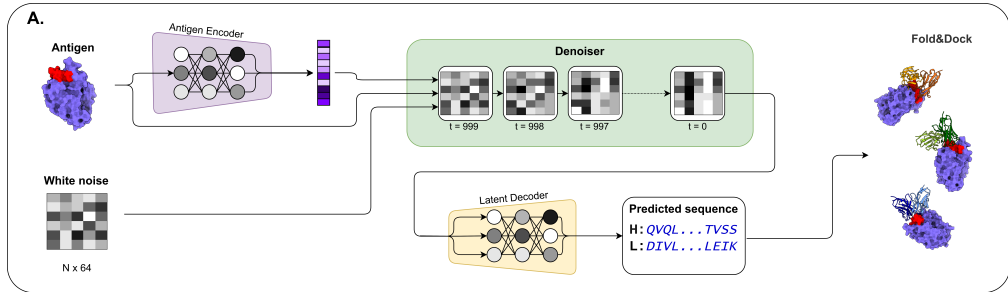 A.
Antigen Encoder
Antigen
Denoiser
Fold&Dock
t = 999
t = 998
t = 997
t = 0
White noise
N x 64
Latent Decoder
Predicted sequence
H:QVQL...TVSS
L:DIVL...LEIK